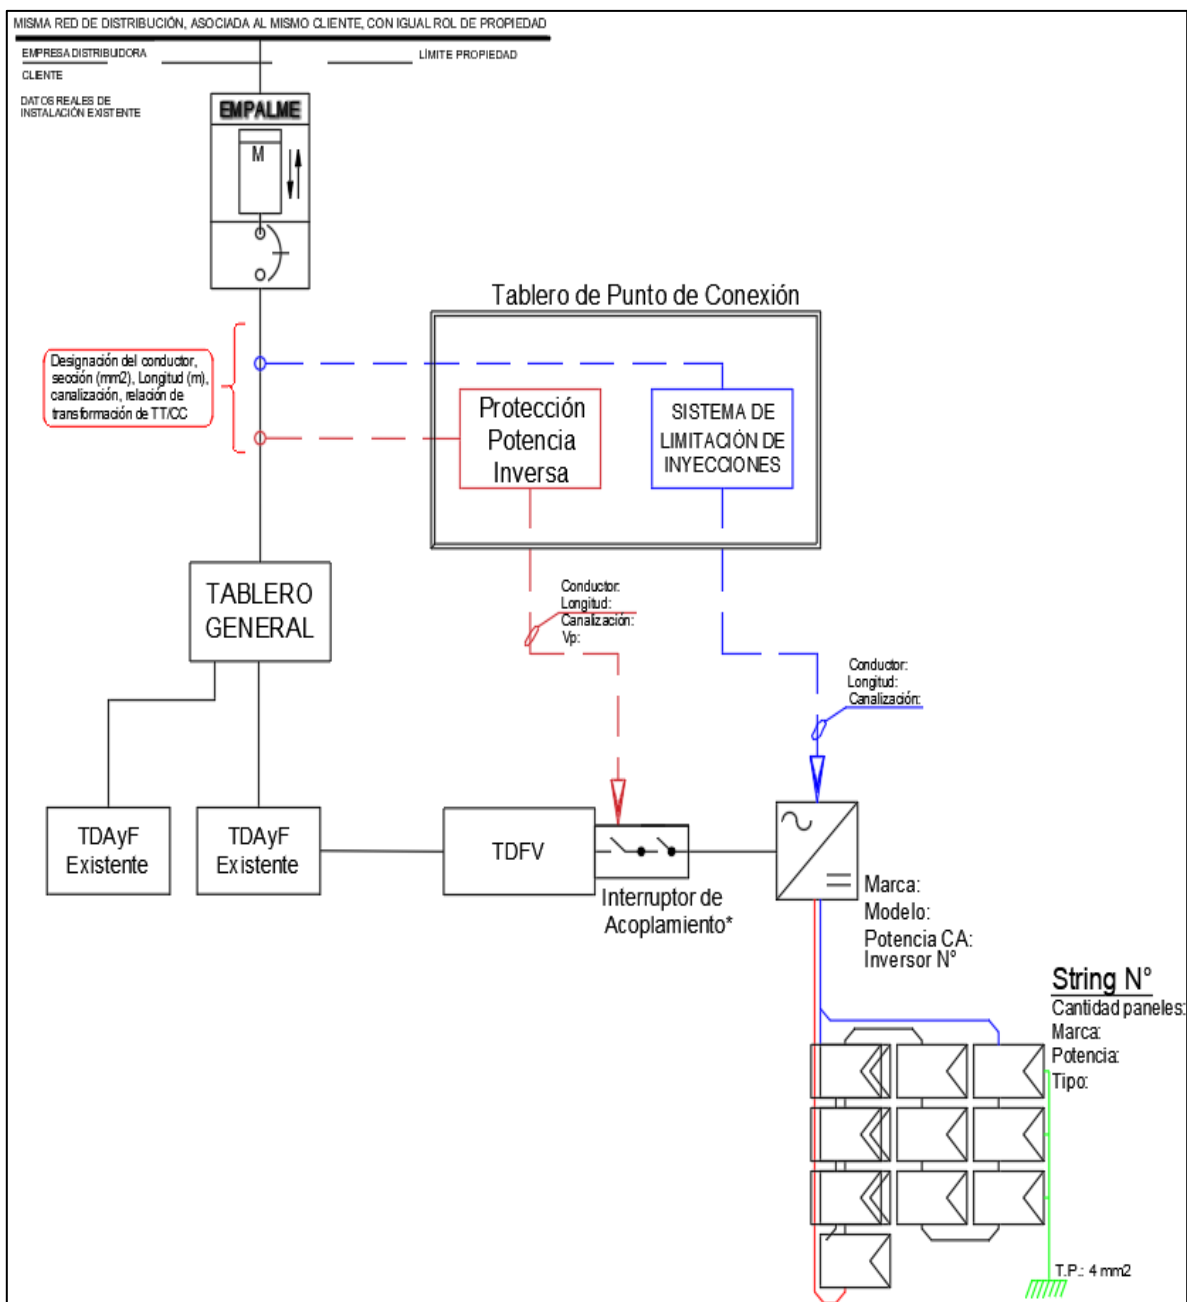 MISMA RED DE DISTRIBUCIÓN, ASOCIADA AL MISMO CLIENTE, CON IGUAL ROL DE PROPIEDAD
EMPRESA DISTRIBUIDORA
LÍMITE PROPIEDAD
CLIENTE
DATOS REALES DE
INSTALACIÓN EXISTENTE
EMPALME
M
Tablero de Punto de Conexión
Designación del conductor,
sección (mm2), Longitud (m),
canalización, relación de
transformación de TT/CC
Protección
Potencia
Inversa
SISTEMA DE
LIMITACIÓN DE
INYECCIONES
TABLERO
GENERAL
Conductor:
Longitud:
Canalización:
Vp:
Conductor:
Longitud:
Canalización:
TDAyF
Existente
TDAyF
Existente
TDFV
Interruptor de
Acoplamiento*
Marca:
Modelo:
Potencia CA:
Inversor N°
String N°
Cantidad paneles:
Marca:
Potencia:
Tipo:
T.P.: 4 mm2